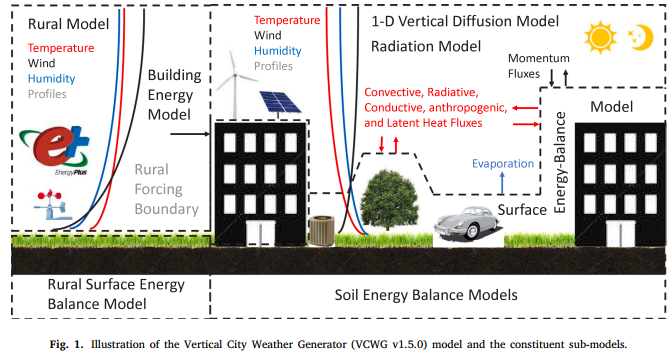 Rural Model
Temperature
Wind
Humidity
Profiles
Building
Energy
Model
e+
EnergyPlus
Rural
Forcing
Boundary
Temperature
Wind
Humidity
Profiles
1-D Vertical Diffusion Model
Radiation Model
Momentum
Fluxes
Convective, Radiative,
Conductive, anthropogenic,
and Latent Heat Fluxes
Model
Evaporation
Energy-Balance
Surface
Rural Surface Energy
Balance Model
Soil Energy Balance Models
Fig. 1. Illustration of the Vertical City Weather Generator (VCWG v1.5.0) model and the constituent sub-models.